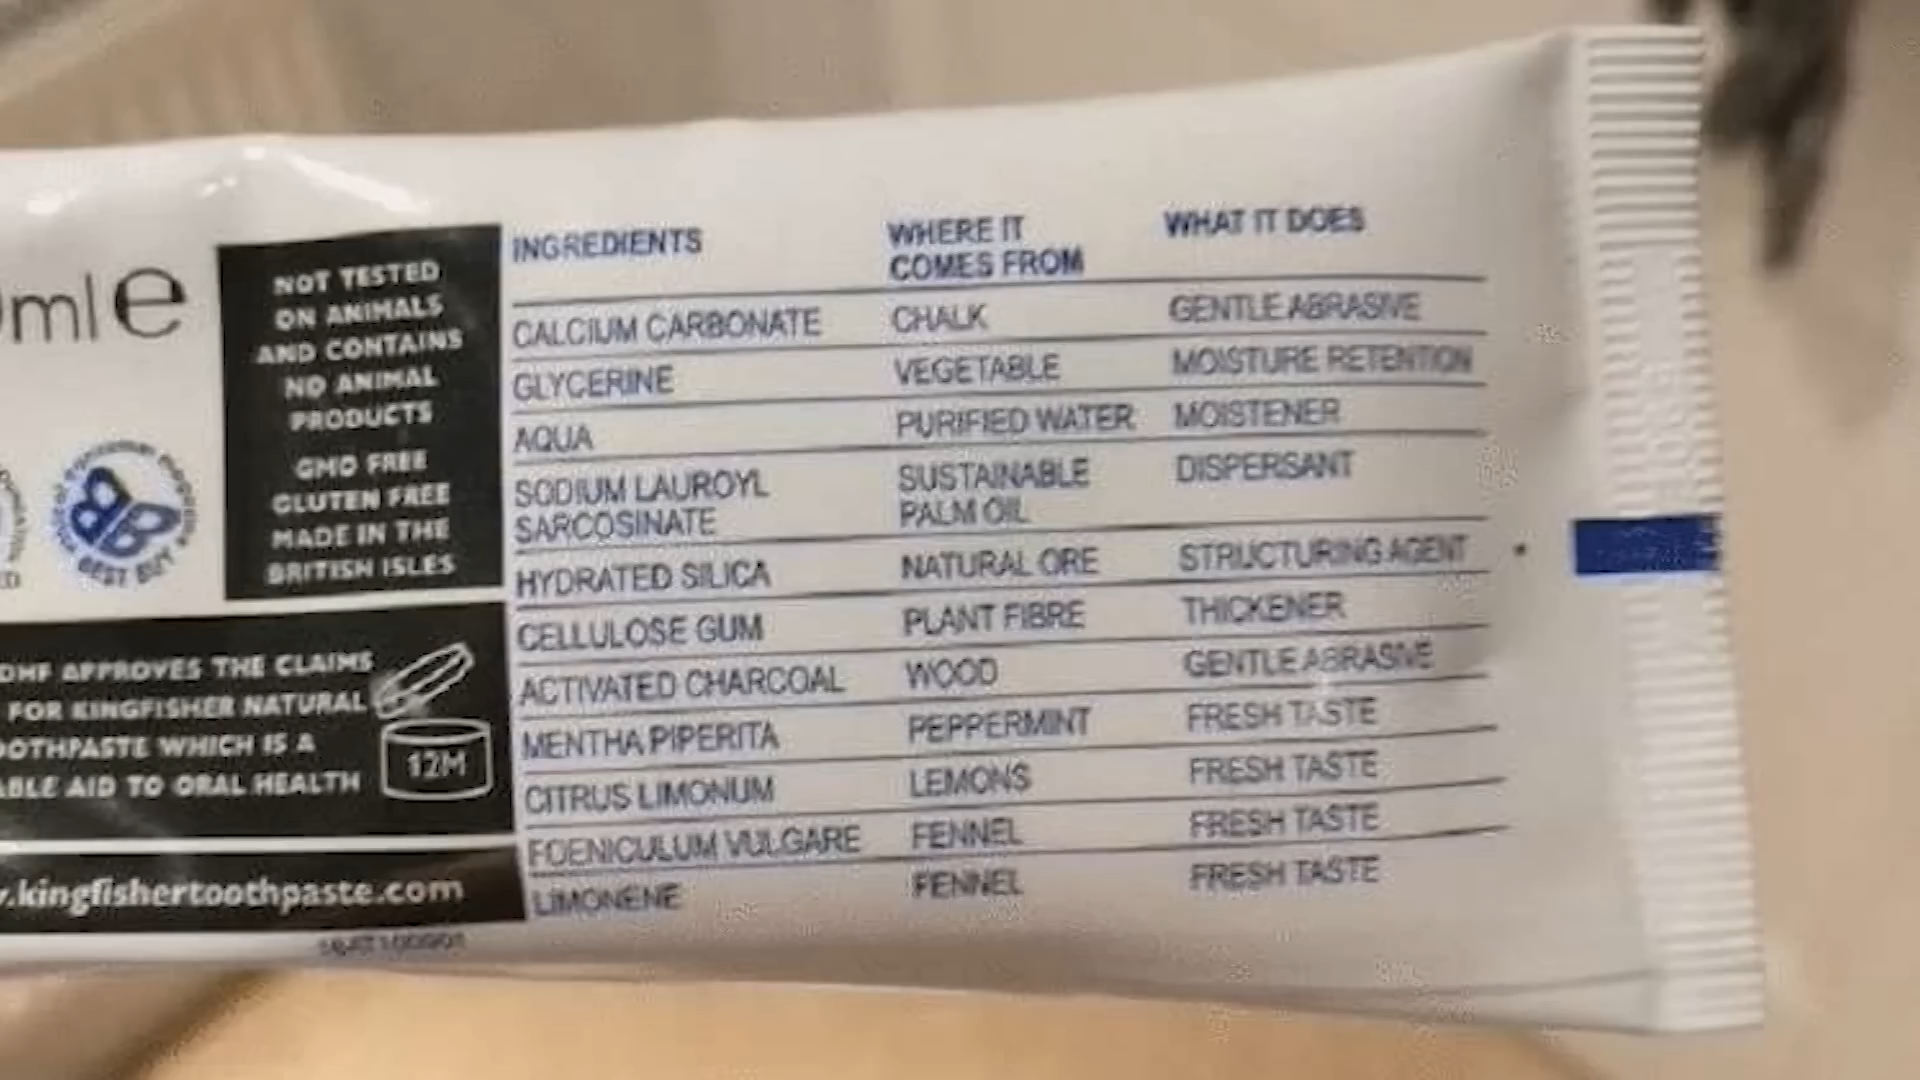 ml e
NOT TESTED
ON ANIMALS
AND CONTAINS
NO ANIMAL
PRODUCTS
GMO FREE
GLUTEN FREE
MADE IN THE
BRITISH ISLES
BEST BUY
APPROVES THE CLAIMS
FOR KINGFISHER NATURAL
WHICH IS A
AID TO ORAL HEALTH
12M
.kingfishertoothpaste.com
INGREDIENTS WHERE IT COMES FROM WHAT IT DOES
CALCIUM CARBONATE CHALK GENTLE ABRASIVE
GLYCERINE VEGETABLE MOISTURE RETENTION
AQUA PURIFIED WATER MOISTENER
SODIUM LAUROYL SUSTAINABLE DISPERSANT
SARCOSINATE PALM OIL
HYDRATED SILICA NATURAL ORE STRUCTURING AGENT
CELLULOSE GUM PLANT FIBRE THICKENER
ACTIVATED CHARCOAL WOOD GENTLE ABRASIVE
MENTHA PIPERITA PEPPERMINT FRESH TASTE
CITRUS LIMONUM LEMONS FRESH TASTE
FOENICULUM VULGARE FENNEL FRESH TASTE
LIMONENE FENNEL FRESH TASTE